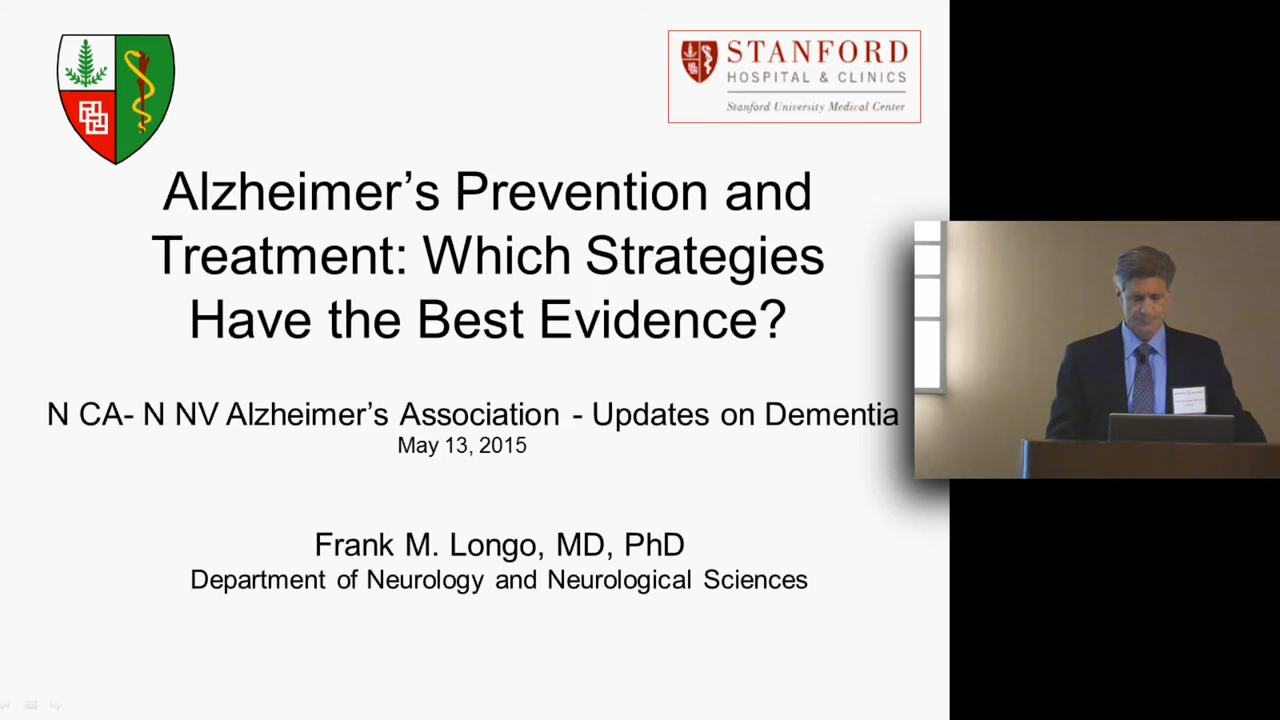 STANFORD
HOSPITAL & CLINICS
Stanford University Medical Center
Alzheimer's Prevention and
Treatment: Which Strategies
Have the Best Evidence?
N CA- N NV Alzheimer's Association - Updates on Dementia
May 13, 2015
Frank M. Longo, MD, PhD
Department of Neurology and Neurological Sciences